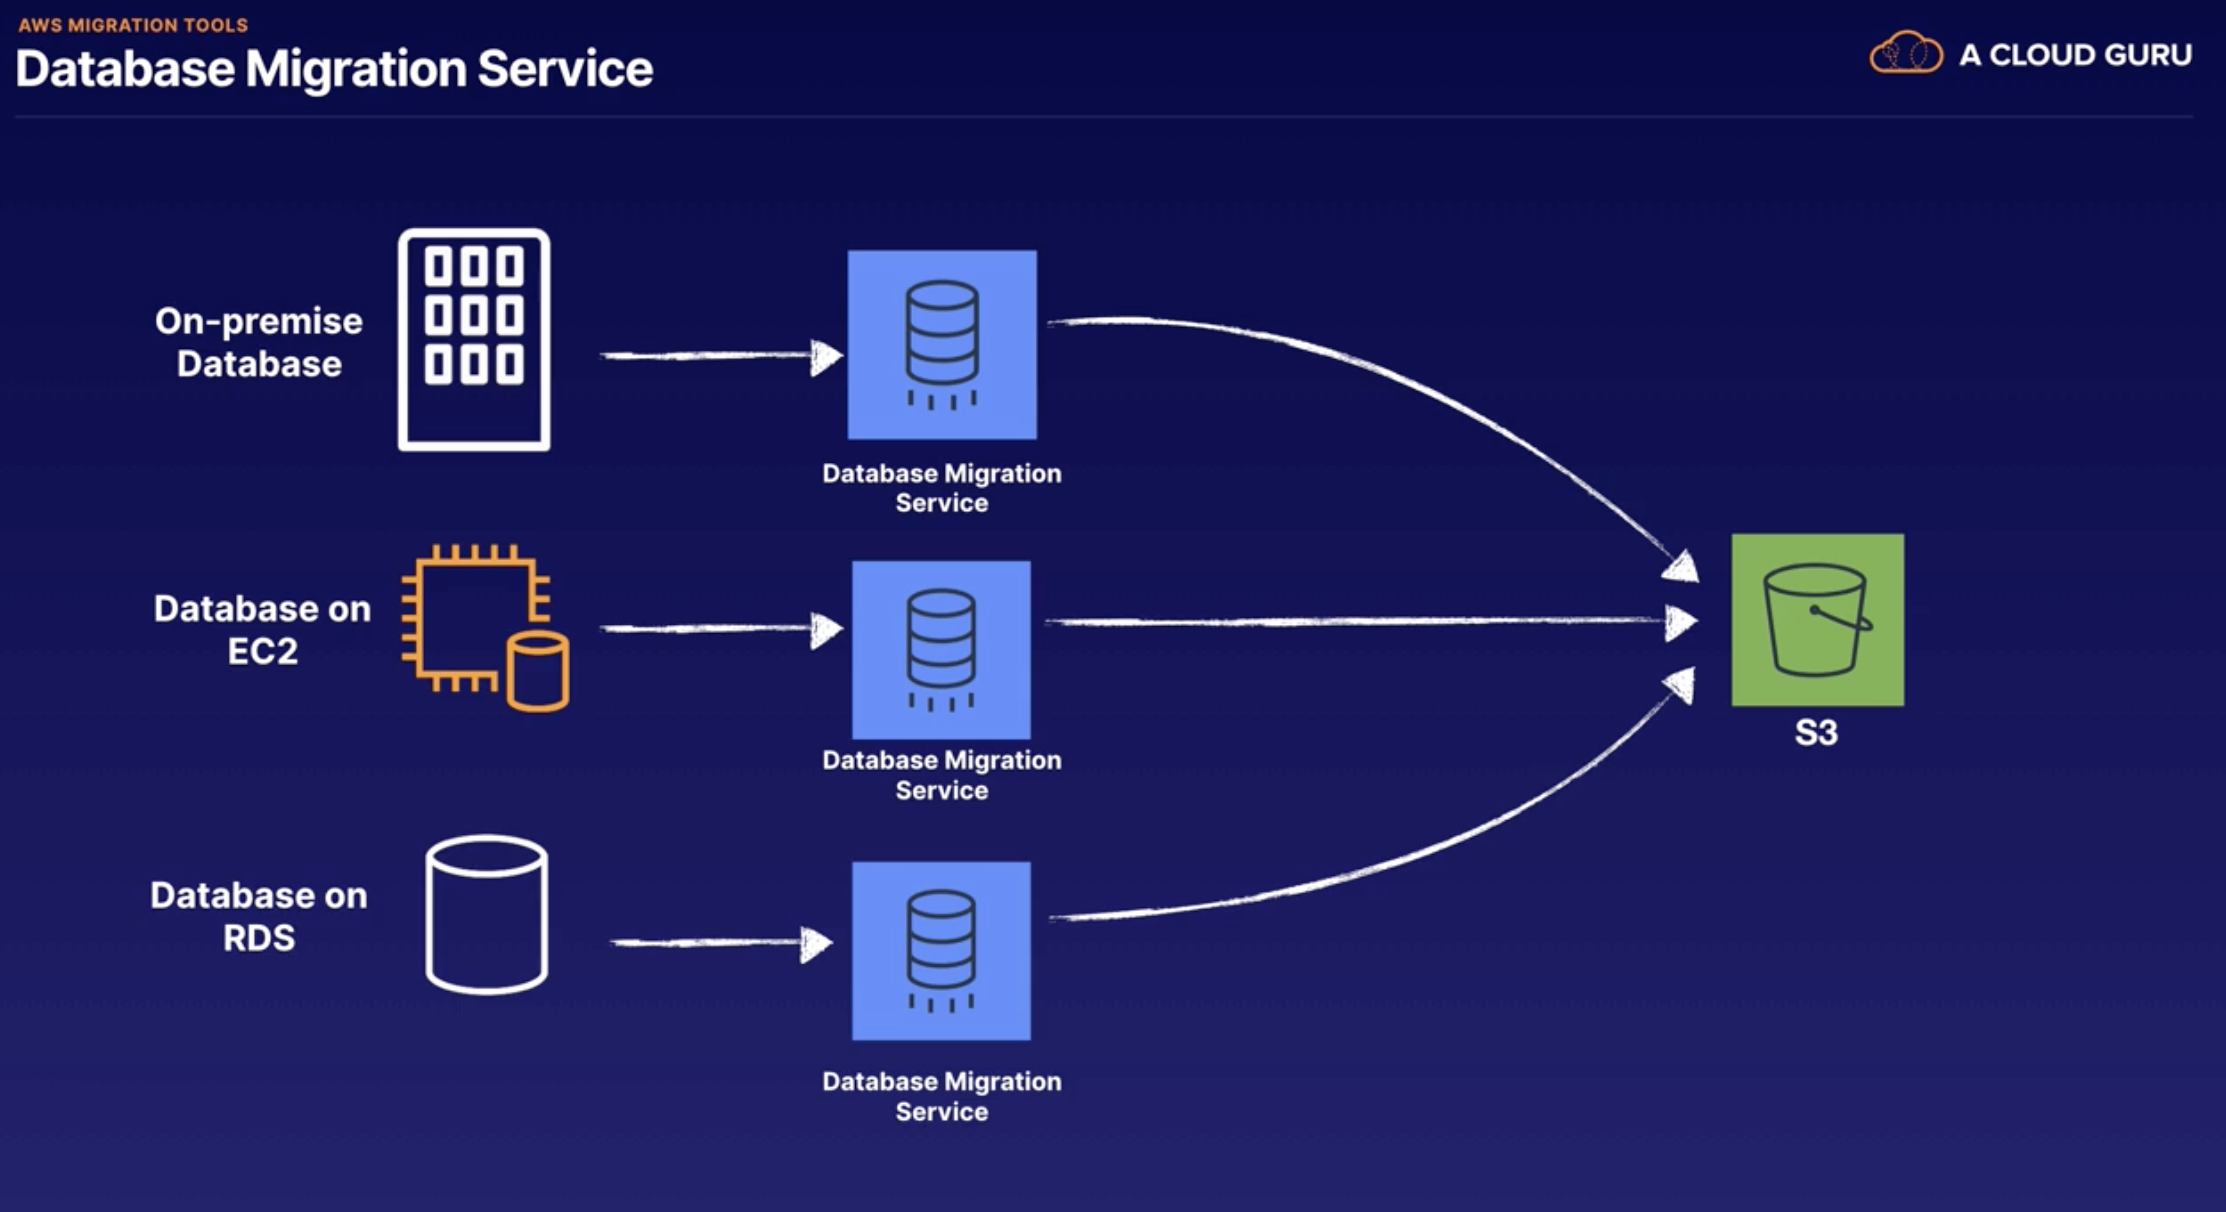 AWS MIGRATION TOOLS
Database Migration Service
A CLOUD GURU
On-premise
Database
Database Migration
Service
Database on
EC2
Database Migration
Service
S3
Database on
RDS
Database Migration
Service